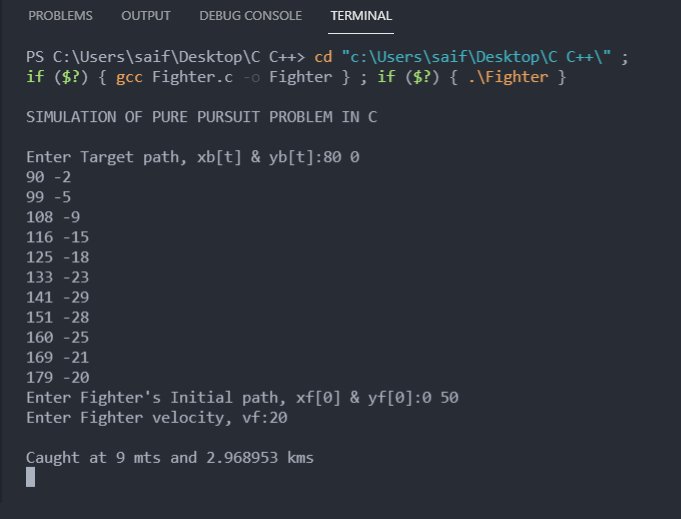 PROBLEMS OUTPUT DEBUG CONSOLE TERMINAL
PS C:\Users\saif\Desktop\C C++> cd "c:\Users\saif\Desktop\C C++\" ;
if ($?) { gcc Fighter.c -o Fighter } ; if ($?) { .\Fighter }
SIMULATION OF PURE PURSUIT PROBLEM IN C
Enter Target path, xb[t] & yb[t]:80 0
90 -2
99 -5
108 -9
116 -15
125 -18
133 -23
141 -29
151 -28
160 -25
169 -21
179 -20
Enter Fighter's Initial path, xf[0] & yf[0]:0 50
Enter Fighter velocity, vf:20
Caught at 9 mts and 2.968953 kms